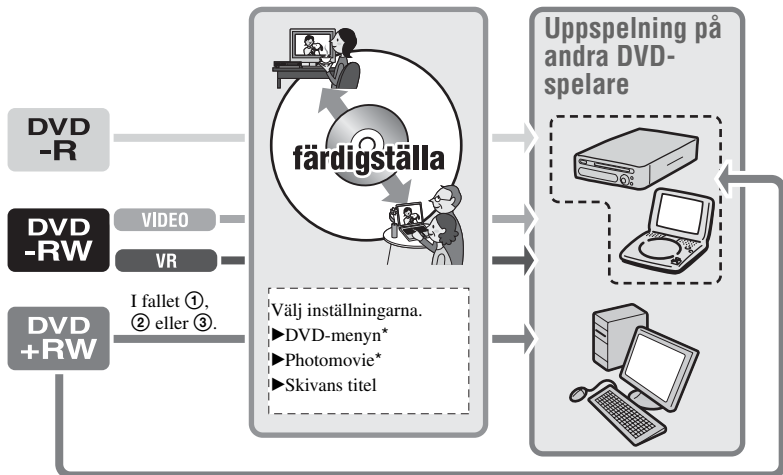 Uppspelning på
andra DVD-
spelare
DVD
-R
färdigställa
DVD
-RW
VIDEO
VR
DVD
+RW
I fallet ①,
② eller ③.
Välj inställningarna.
▶DVD-menyn*
▶Photomovie*
▶Skivans titel